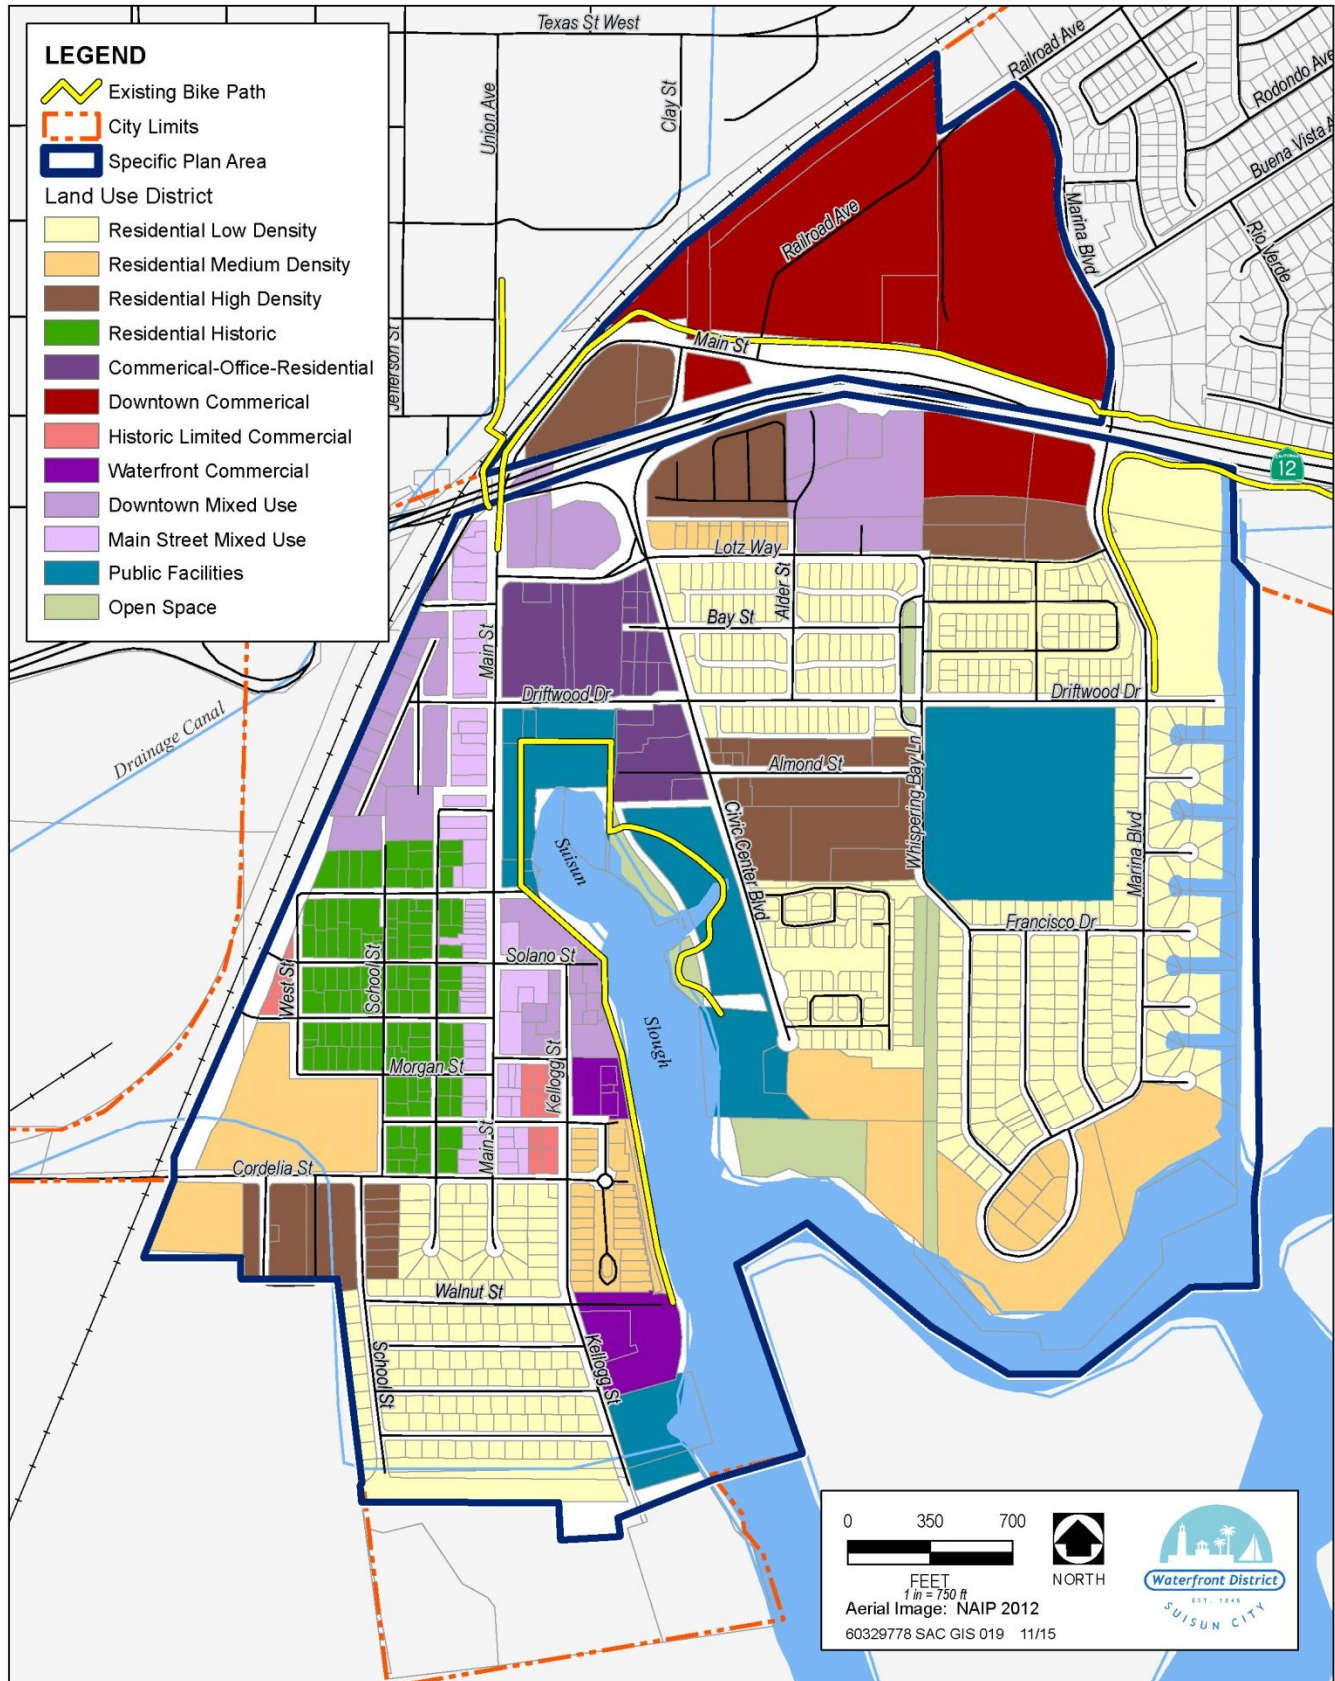 LEGEND
Existing Bike Path
City Limits
Specific Plan Area
Land Use District
Residential Low Density
Residential Medium Density
Residential High Density
Residential Historic
Commerical-Office-Residential
Downtown Commerical
Historic Limited Commercial
Waterfront Commercial
Downtown Mixed Use
Main Street Mixed Use
Public Facilities
Open Space
Texas St West
Union Ave
Clay St
Jefferson St
Railroad Ave
Rodondo Ave
Buena Vista A
Railroad Ave
Marina Blvd
Rio Verde
Main St
CALIFORNIA
12
Lotz Way
Alder St
Bay St
Main St
Driftwood Dr
Driftwood Dr
Drainage Canal
Almond St
Whispering Bay Ln
Civic Center Blvd
Marina Blvd
Suisun
Slough
Francisco Dr
Solano St
West St
School St
Kellogg St
Morgan St
Main St
Cordelia St
Walnut St
School St
Kellogg St
0 350 700
FEET
1 in = 750 ft
NORTH
Aerial Image: NAIP 2012
60329778 SAC GIS 019 11/15
Waterfront District
EST. 1848
SUISUN CITY